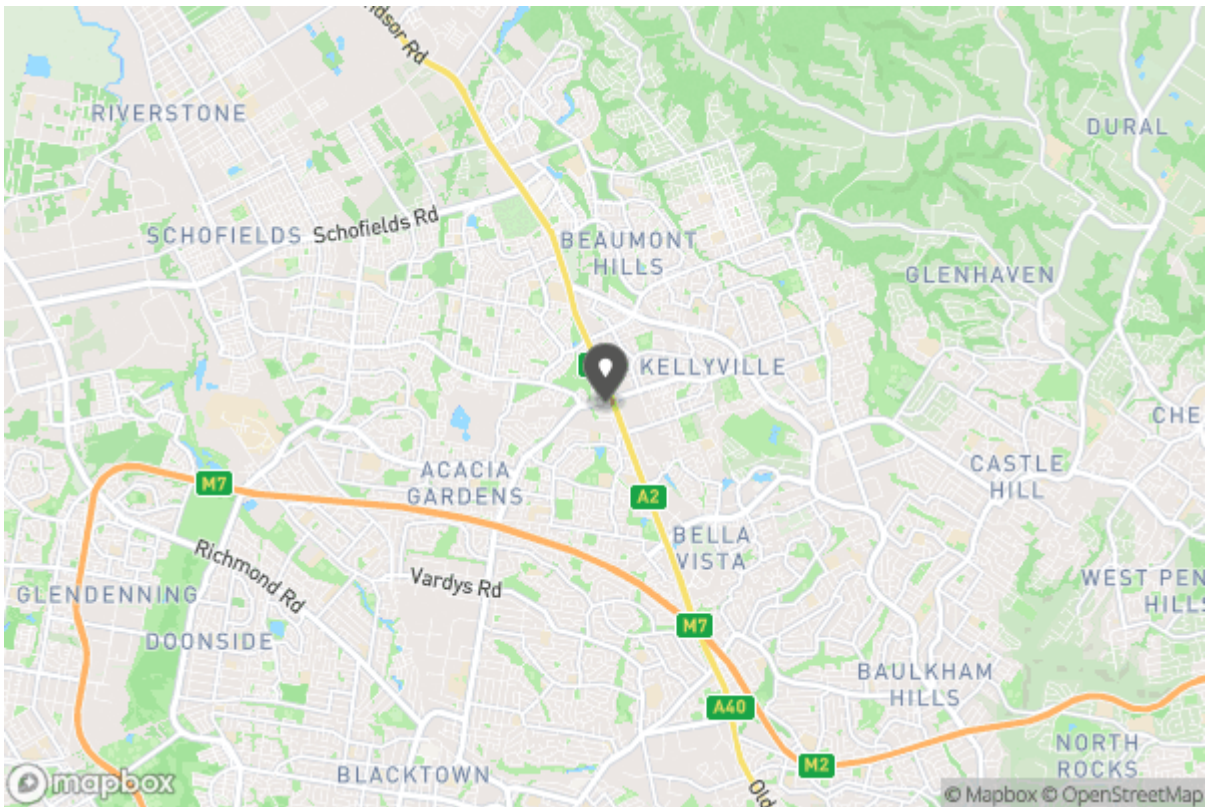 ndsor Rd
RIVERSTONE
DURAL
SCHOFIELDS
Schofields Rd
BEAUMONT
HILLS
GLENHAVEN
KELLYVILLE
CHE
ACACIA
GARDENS
CASTLE
HILL
M7
A2
BELLA
VISTA
Richmond Rd
Vardys Rd
GLENDENNING
WEST PEN
HILLS
M7
DOONSIDE
BAULKHAM
HILLS
A40
NORTH
ROCKS
BLACKTOWN
M2
Old
mapbox
© Mapbox © OpenStreetMap